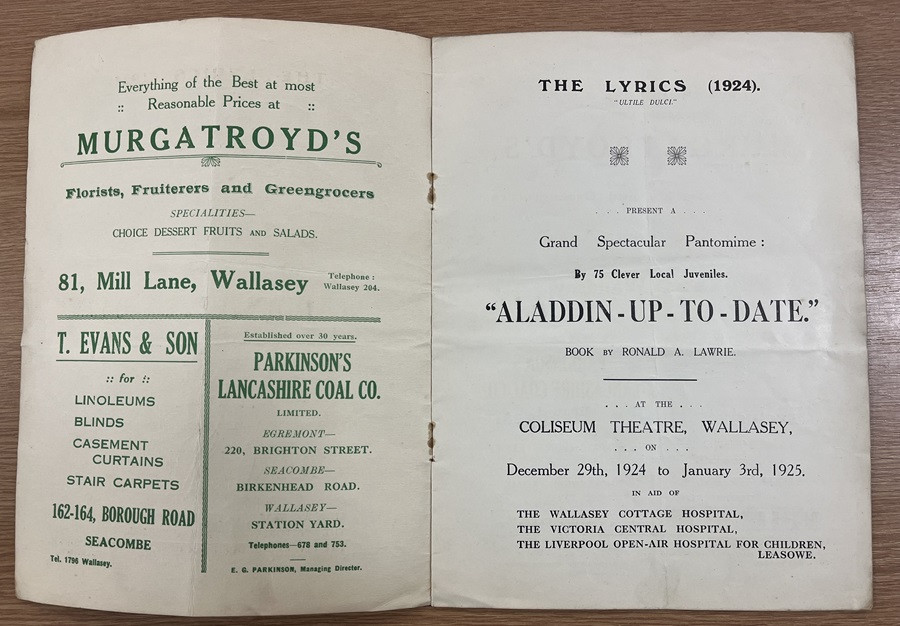 Everything of the Best at most
:: Reasonable Prices at ::
MURGATROYD'S
Florists, Fruiterers and Greengrocers
SPECIALITIES—
CHOICE DESSERT FRUITS AND SALADS.
81, Mill Lane, Wallasey
Telephone :
Wallasey 204.
T. EVANS & SON
:: for ::
LINOLEUMS
BLINDS
CASEMENT
CURTAINS
STAIR CARPETS
162-164, BOROUGH ROAD
SEACOMBE
Tel. 1796 Wallasey.
Established over 30 years.
PARKINSON'S
LANCASHIRE COAL CO.
LIMITED.
EGREMONT—
220, BRIGHTON STREET.
SEACOMBE—
BIRKENHEAD ROAD.
WALLASEY—
STATION YARD.
Telephones—678 and 753.
E. G. PARKINSON, Managing Director.
THE LYRICS (1924).
"ULTILE DULCI."
. . . PRESENT A . . .
Grand Spectacular Pantomime :
By 75 Clever Local Juveniles.
"ALADDIN-UP-TO-DATE."
BOOK BY RONALD A. LAWRIE.
. . . AT THE . . .
COLISEUM THEATRE, WALLASEY,
. . . ON . . .
December 29th, 1924 to January 3rd, 1925.
IN AID OF
THE WALLASEY COTTAGE HOSPITAL,
THE VICTORIA CENTRAL HOSPITAL,
THE LIVERPOOL OPEN-AIR HOSPITAL FOR CHILDREN,
LEASOWE.